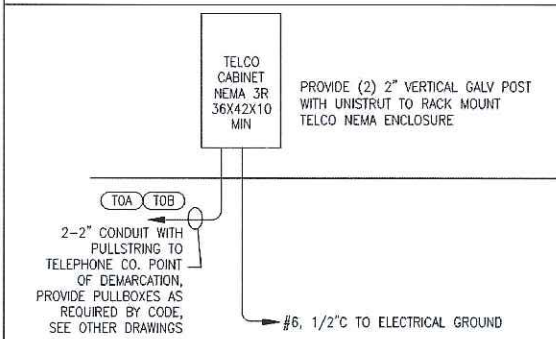 TELCO
CABINET
NEMA 3R
36X42X10
MIN
PROVIDE (2) 2" VERTICAL GALV POST
WITH UNISTRUT TO RACK MOUNT
TELCO NEMA ENCLOSURE
TOA TOB
2-2" CONDUIT WITH
PULLSTRING TO
TELEPHONE CO. POINT
OF DEMARCATION,
PROVIDE PULLBOXES AS
REQUIRED BY CODE,
SEE OTHER DRAWINGS
#6, 1/2"C TO ELECTRICAL GROUND